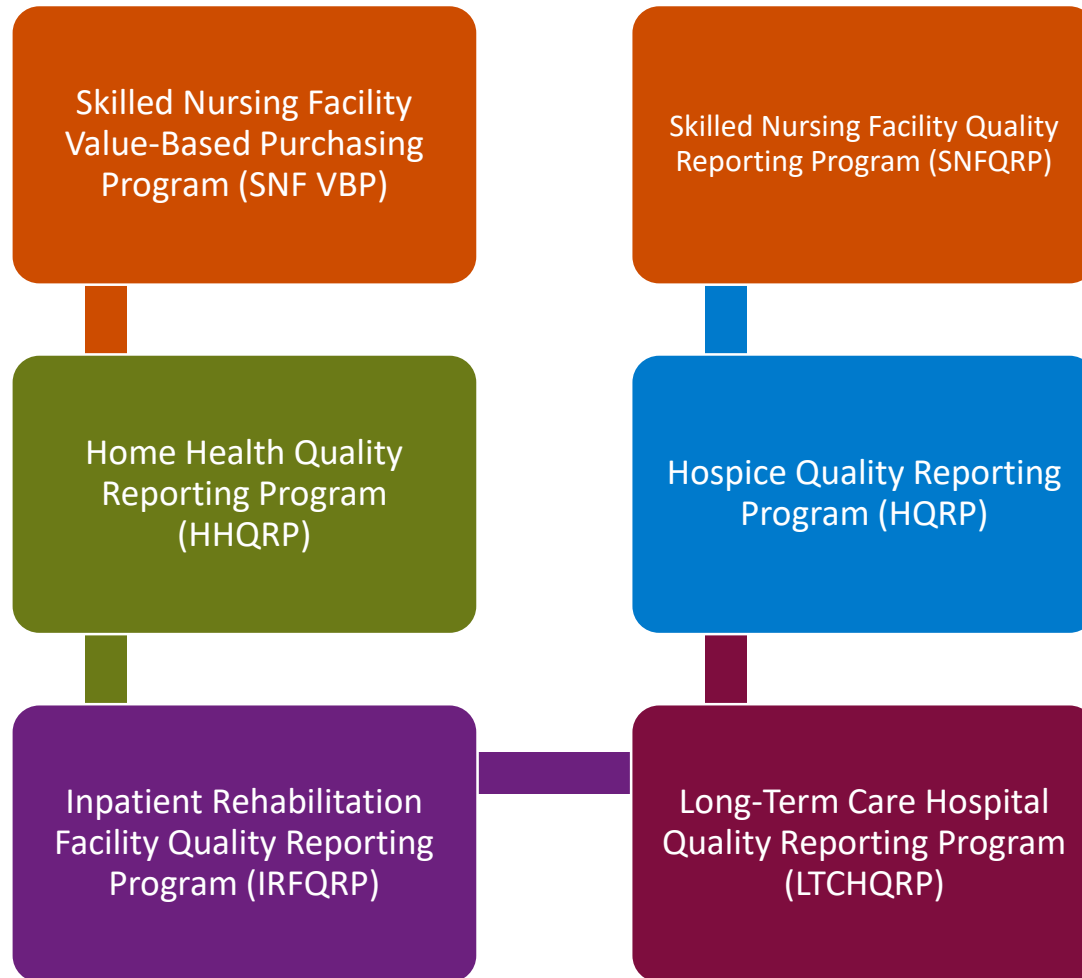 Skilled Nursing Facility
Value-Based Purchasing
Program (SNF VBP)
Home Health Quality
Reporting Program
(HHQRP)
Inpatient Rehabilitation
Facility Quality Reporting
Program (IRFQRP)
Long-Term Care Hospital
Quality Reporting Program
(LTCHQRP)
Hospice Quality Reporting
Program (HQRP)
Skilled Nursing Facility Quality
Reporting Program (SNFQRP)